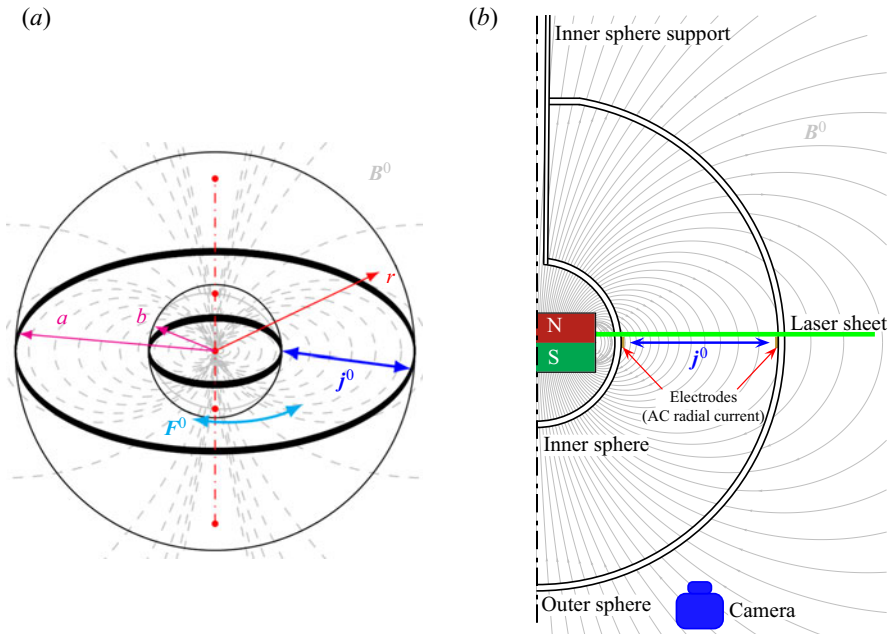 (a)
B⁰
r
a
b
j⁰
F⁰
(b)
Inner sphere support
B⁰
N
S
Laser sheet
j⁰
Electrodes
(AC radial current)
Inner sphere
Outer sphere
Camera